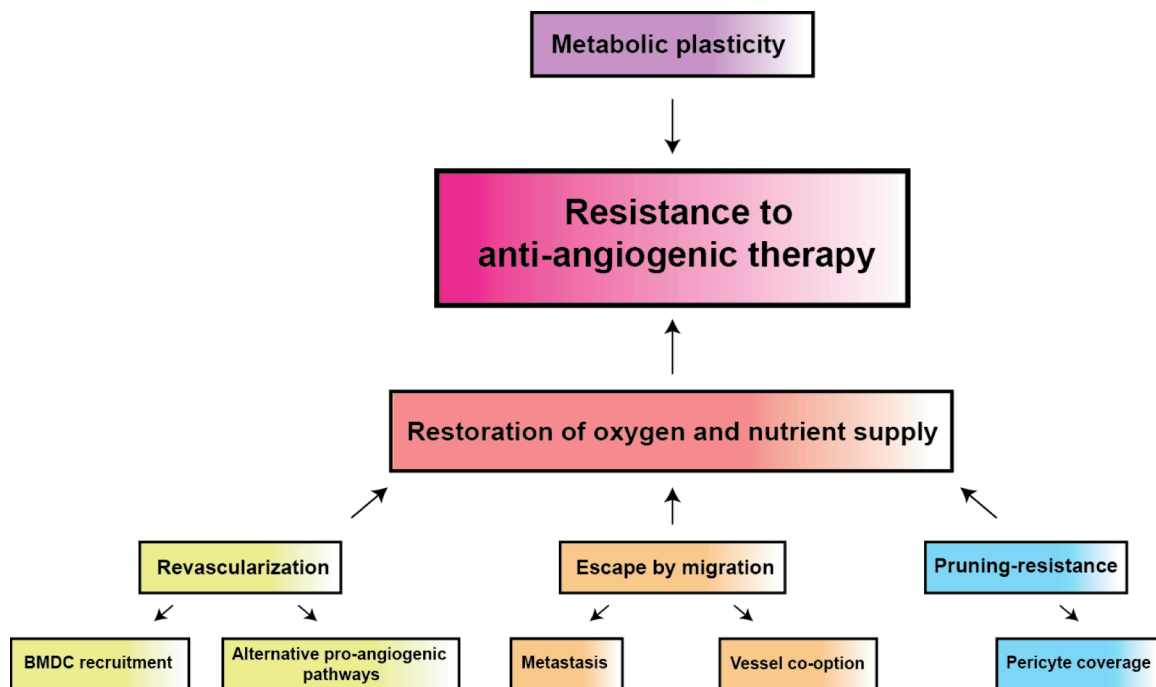 Metabolic plasticity
Resistance to
anti-angiogenic therapy
Restoration of oxygen and nutrient supply
Revascularization
Escape by migration
Pruning-resistance
BMDC recruitment
Alternative pro-angiogenic
pathways
Metastasis
Vessel co-option
Pericyte coverage